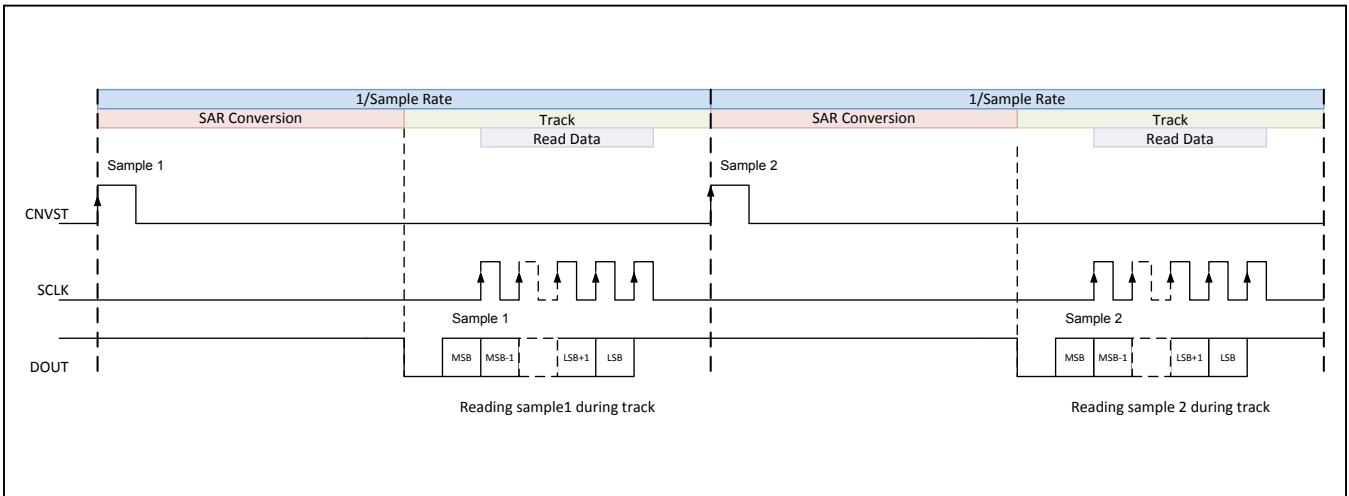 1/Sample Rate 1/Sample Rate
SAR Conversion Track SAR Conversion Track
Read Data Read Data
Sample 1 Sample 2
CNVST
SCLK
Sample 1 Sample 2
MSB MSB-1 LSB+1 LSB MSB MSB-1 LSB+1 LSB
DOUT
Reading sample1 during track Reading sample 2 during track